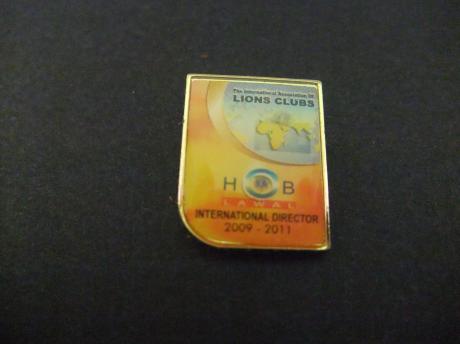 The International Association Of
LIONS CLUBS
H B
LAWAL
INTERNATIONAL DIRECTOR
2009 - 2011